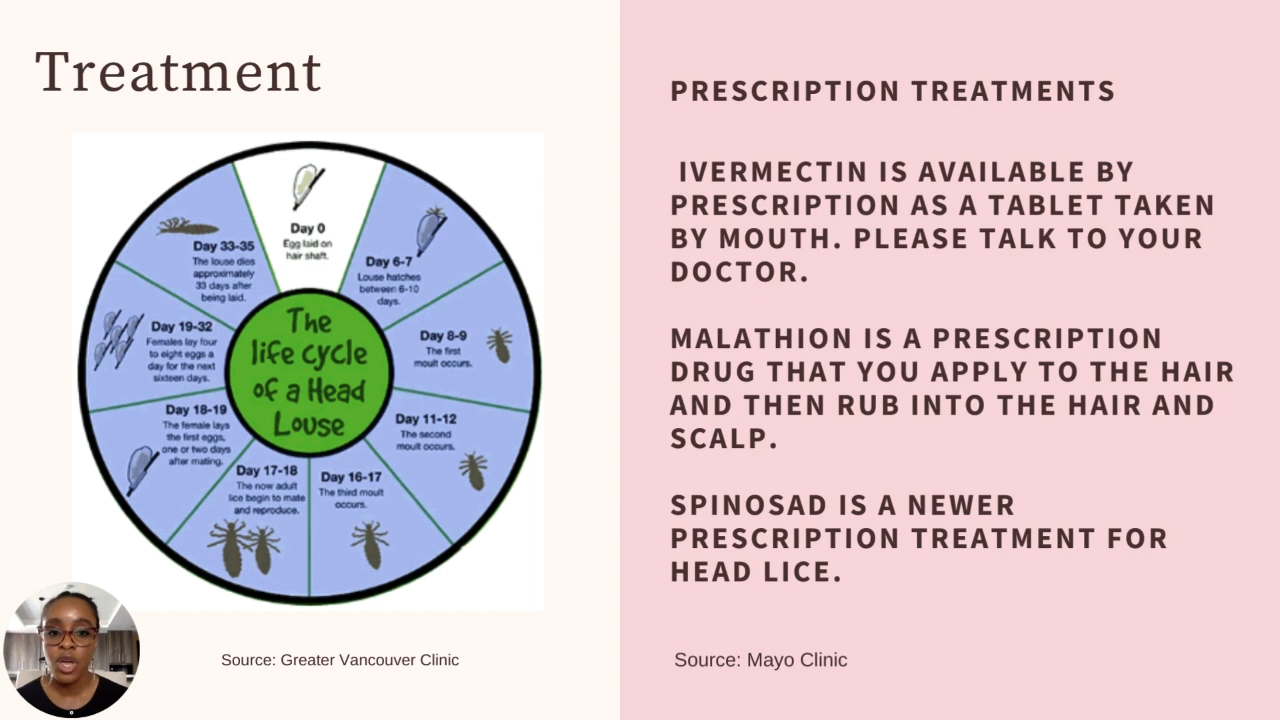 Treatment
Day 0
Egg laid on
hair shaft.
Day 6-7
Louse hatches
between 6-10
days.
Day 8-9
The first
moult occurs.
Day 11-12
The second
moult occurs.
Day 16-17
The third moult
occurs.
Day 17-18
The now adult
lice begin to mate
and reproduce.
Day 18-19
The female lays
the first eggs,
one or two days
after mating.
Day 19-32
Females lay four
to eight eggs a
day for the next
sixteen days.
Day 33-35
The louse dies
approximately
33 days after
being laid.
The
life cycle
of a Head
Louse
Source: Greater Vancouver Clinic
PRESCRIPTION TREATMENTS
IVERMECTIN IS AVAILABLE BY
PRESCRIPTION AS A TABLET TAKEN
BY MOUTH. PLEASE TALK TO YOUR
DOCTOR.
MALATHION IS A PRESCRIPTION
DRUG THAT YOU APPLY TO THE HAIR
AND THEN RUB INTO THE HAIR AND
SCALP.
SPINOSAD IS A NEWER
PRESCRIPTION TREATMENT FOR
HEAD LICE.
Source: Mayo Clinic